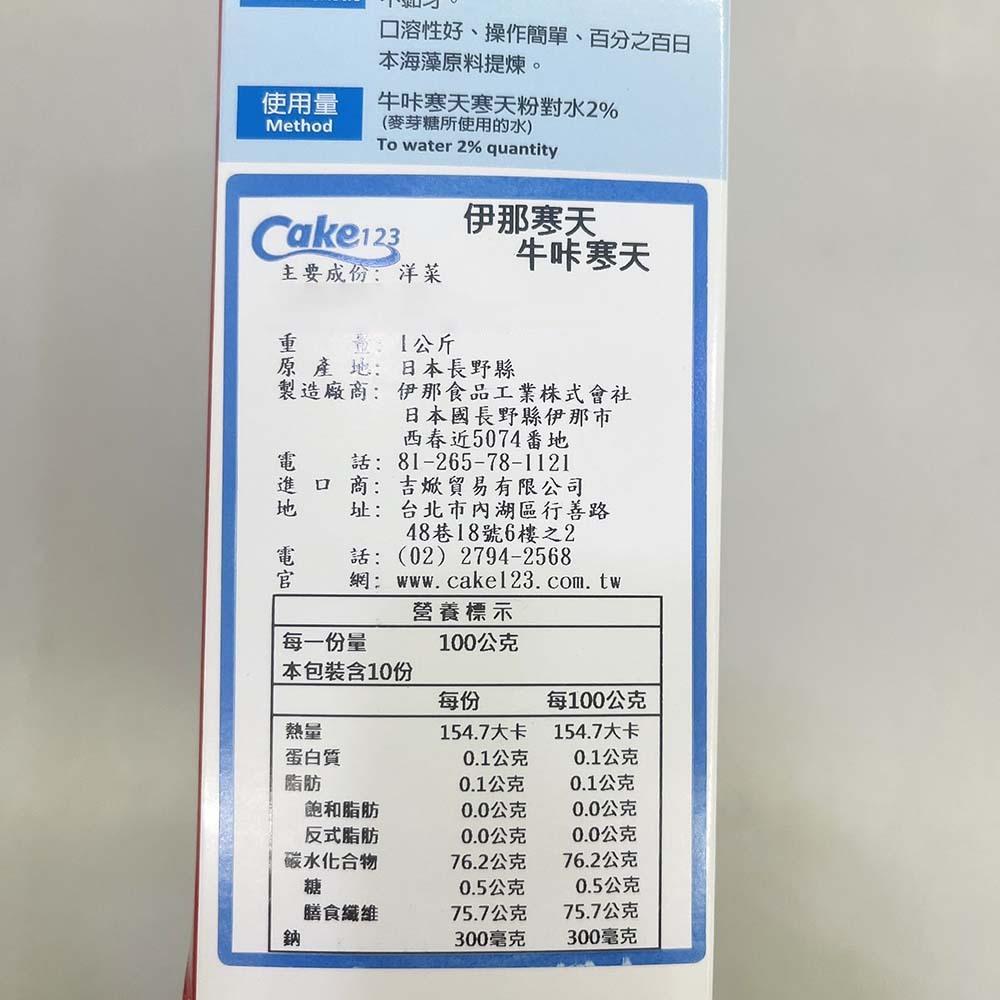 口溶性好、操作簡單、百分之百日
本海藻原料提煉。
使用量
Method
牛咔寒天寒天粉對水2%
(麥芽糖所使用的水)
To water 2% quantity
Cake123
伊那寒天
牛咔寒天
主要成份: 洋菜
重 量: 1公斤
原 產 地: 日本長野縣
製造廠商: 伊那食品工業株式會社
日本國長野縣伊那市
西春近5074番地
電 話: 81-265-78-1121
進 口 商: 吉焮貿易有限公司
地 址: 台北市內湖區行善路
48巷18號6樓之2
電 話: (02) 2794-2568
官 網: www.cake123.com.tw
營養標示
每一份量 100公克
本包裝含10份
每份 每100公克
熱量 154.7大卡 154.7大卡
蛋白質 0.1公克 0.1公克
脂肪 0.1公克 0.1公克
飽和脂肪 0.0公克 0.0公克
反式脂肪 0.0公克 0.0公克
碳水化合物 76.2公克 76.2公克
糖 0.5公克 0.5公克
膳食纖維 75.7公克 75.7公克
鈉 300毫克 300毫克